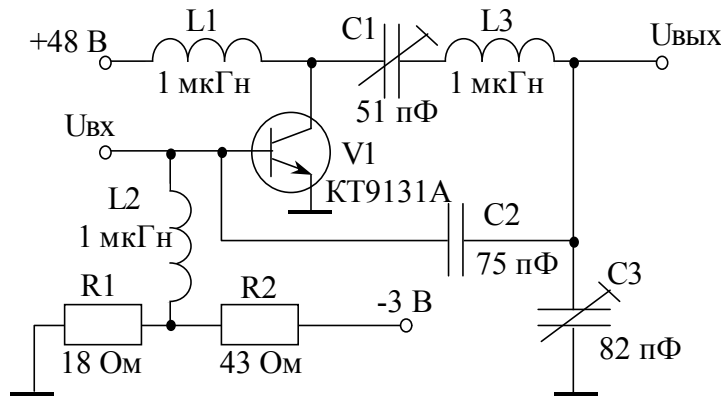 L1
C1
L3
Uвых
+48 В
1 мкГн
1 мкГн
51 пФ
Uвх
V1
КТ9131А
L2
1 мкГн
C2
75 пФ
C3
R1
R2
-3 В
82 пФ
18 Ом
43 Ом